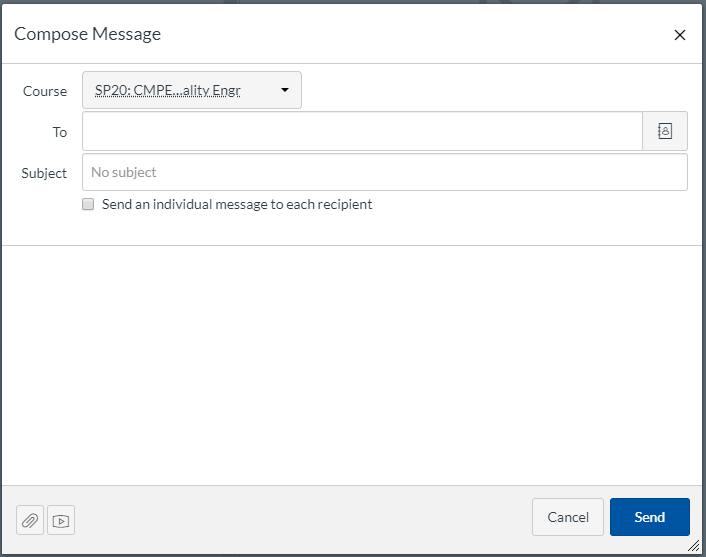 Compose Message
Course SP20: CMPE...ality Engr
To
Subject No subject
Send an individual message to each recipient
Cancel Send